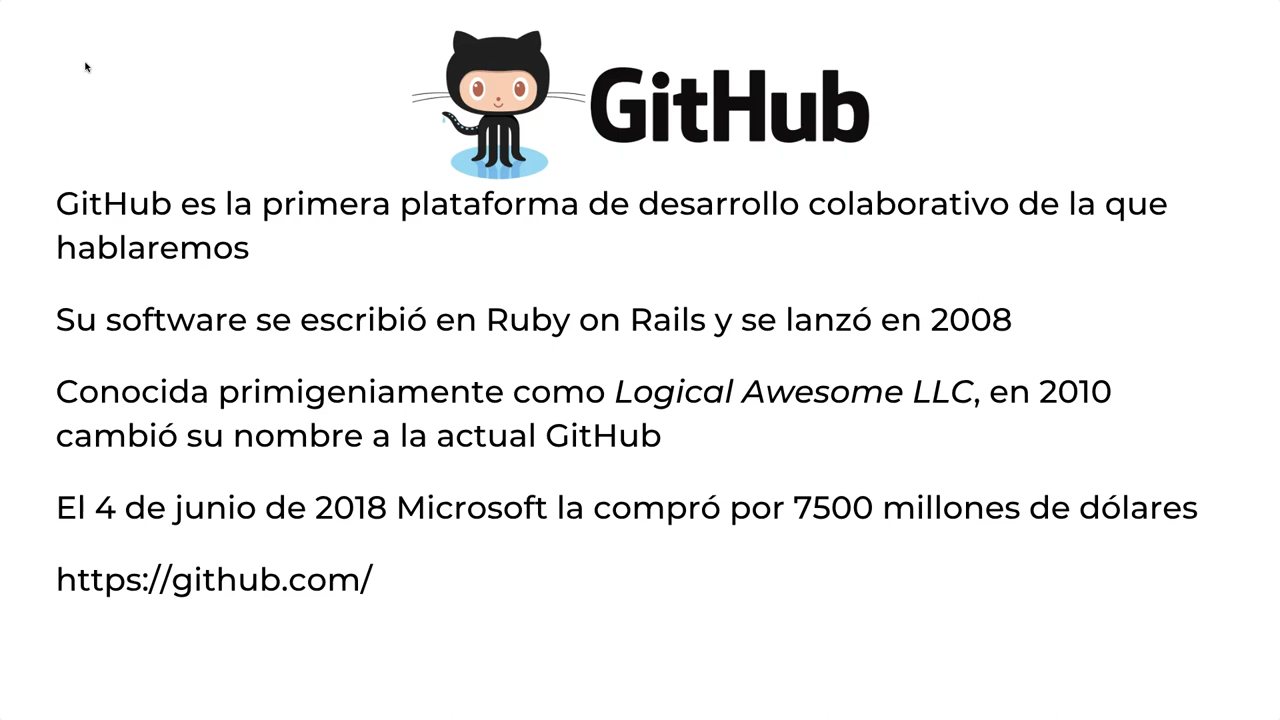 GitHub
GitHub es la primera plataforma de desarrollo colaborativo de la que
hablaremos
Su software se escribió en Ruby on Rails y se lanzó en 2008
Conocida primigeniamente como Logical Awesome LLC, en 2010
cambió su nombre a la actual GitHub
El 4 de junio de 2018 Microsoft la compró por 7500 millones de dólares
https://github.com/